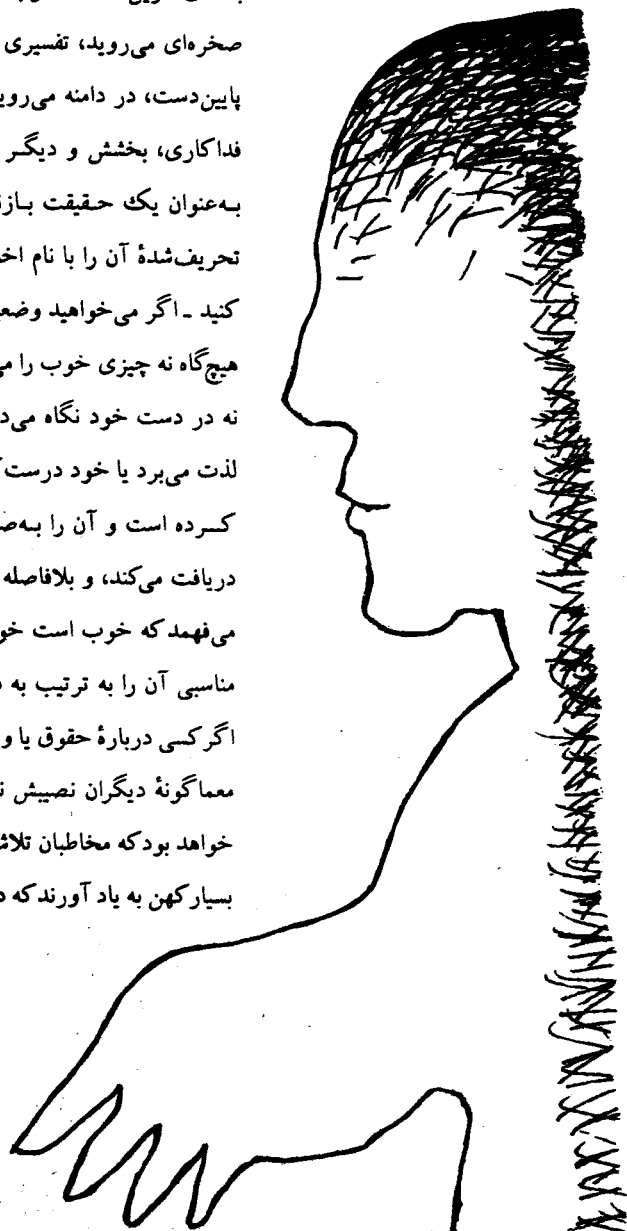 صخره‌ای می‌روید، تفسیری
پایین‌دست، در دامنه می‌روی
فداکاری، بخشش و دیگر
به‌عنوان یک حقیقت باز
تحریف‌شدهٔ آن را با نام اخ
کنید ـ اگر می‌خواهید وضع
هیچ‌گاه نه چیزی خوب را م
نه در دست خود نگاه می‌د
لذت می‌برد یا خود درست
کرده است و آن را به‌ص
دریافت می‌کند، و بلافاصله
می‌فهمد که خوب است خو
مناسبی آن را به ترتیب به
اگر کسی دربارهٔ حقوق یا و
معماگونهٔ دیگران نصیبش ن
خواهد بود که مخاطبان تلاش
بسیار کهن به یاد آورند که د